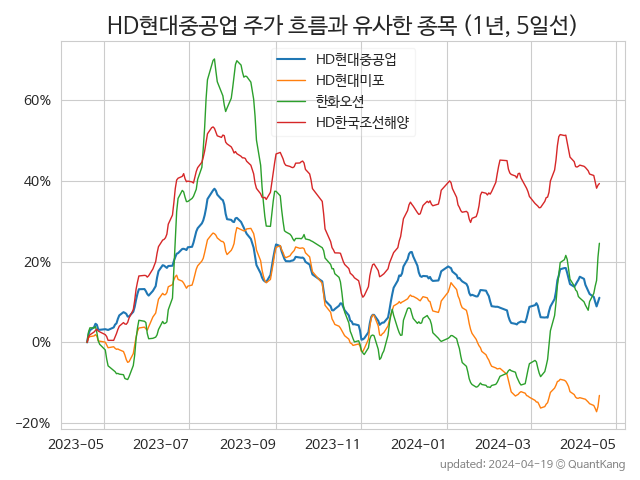 HD현대중공업 주가 흐름과 유사한 종목 (1년, 5일선)
HD현대중공업
HD현대미포
한화오션
HD한국조선해양
60%
40%
20%
0%
−20%
2023-05 2023-07 2023-09 2023-11 2024-01 2024-03 2024-05
updated: 2024-04-19 © QuantKang